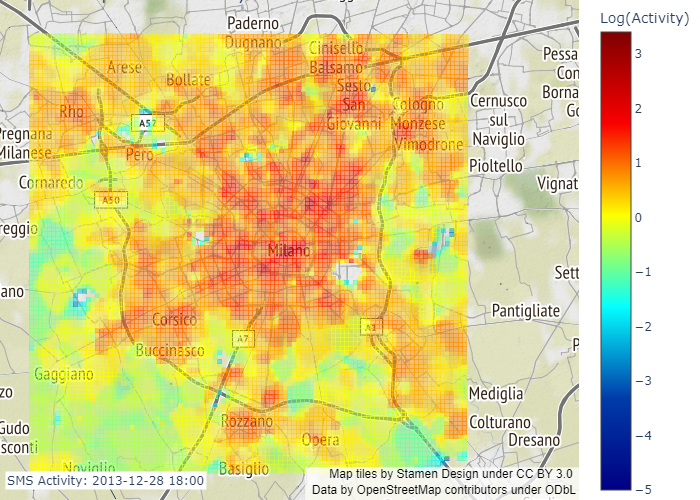 Paderno
Dugnano
Cinisello
Balsamo
Arese
Bollate
Sesto
San
Giovanni
Cologno
Monzese
Vimodrone
Rho
A52
Pero
Pregnana
Milanese
Cornaredo
A50
reggio
Milano
ano
Corsico
Buccinasco
A7
A1
Gaggiano
zo
Gudo
sconti
Rozzano
Opera
Noviglio
Basiglio
Pessa
Con
Borna
Go
Cernusco
sul
Naviglio
Pioltello
Vignat
Sett
Pantigliate
P
Mediglia
Colturano
Dresano
SMS Activity: 2013-12-28 18:00
Map tiles by Stamen Design under CC BY 3.0
Data by OpenStreetMap contributors under ODbL
Log(Activity)
3
2
1
0
−1
−2
−3
−4
−5